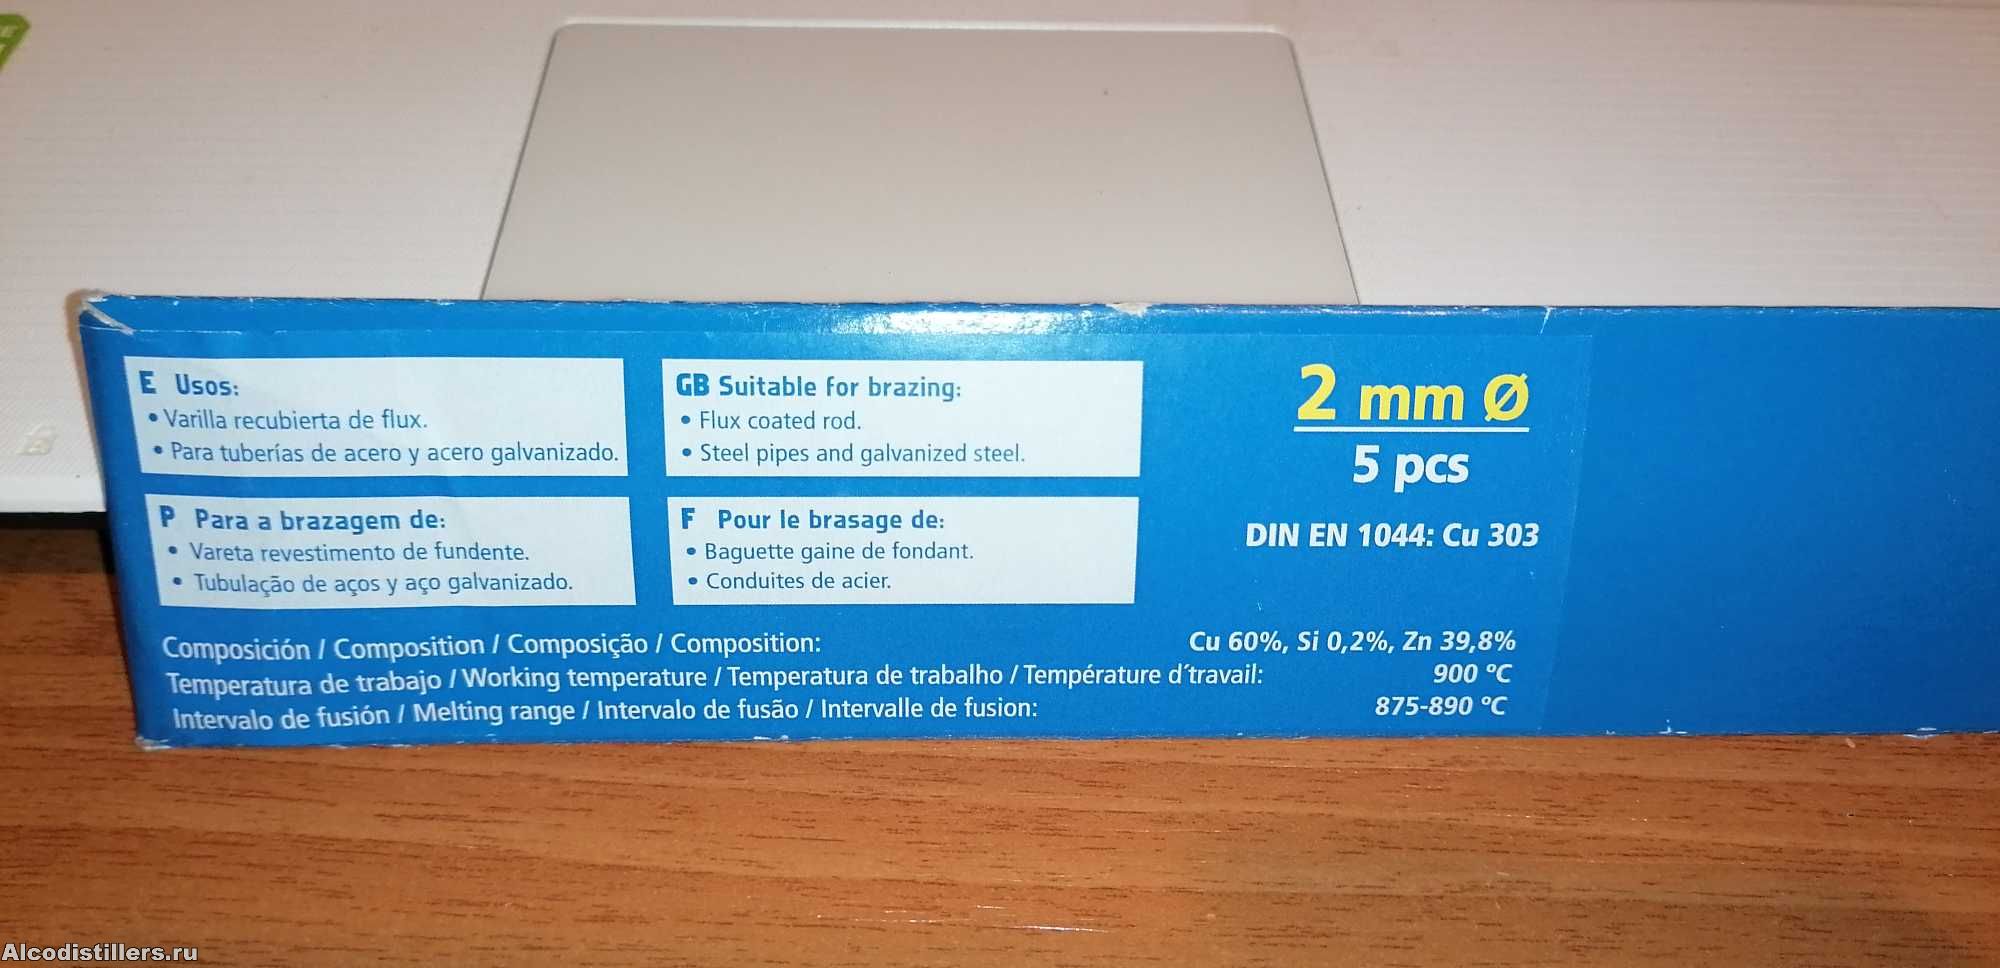 E Usos:
• Varilla recubierta de flux.
• Para tuberías de acero y acero galvanizado.
GB Suitable for brazing:
• Flux coated rod.
• Steel pipes and galvanized steel.
P Para a brazagem de:
• Vareta revestimento de fundente.
• Tubulação de aços y aço galvanizado.
F Pour le brasage de:
• Baguette gaine de fondant.
• Conduites de acier.
2 mm Ø
5 pcs
DIN EN 1044: Cu 303
Composición / Composition / Composição / Composition: Cu 60%, Si 0,2%, Zn 39,8%
Temperatura de trabajo / Working temperature / Temperatura de trabalho / Température d´travail: 900 ºC
Intervalo de fusión / Melting range / Intervalo de fusão / Intervalle de fusion: 875-890 ºC
Alcodistillers.ru